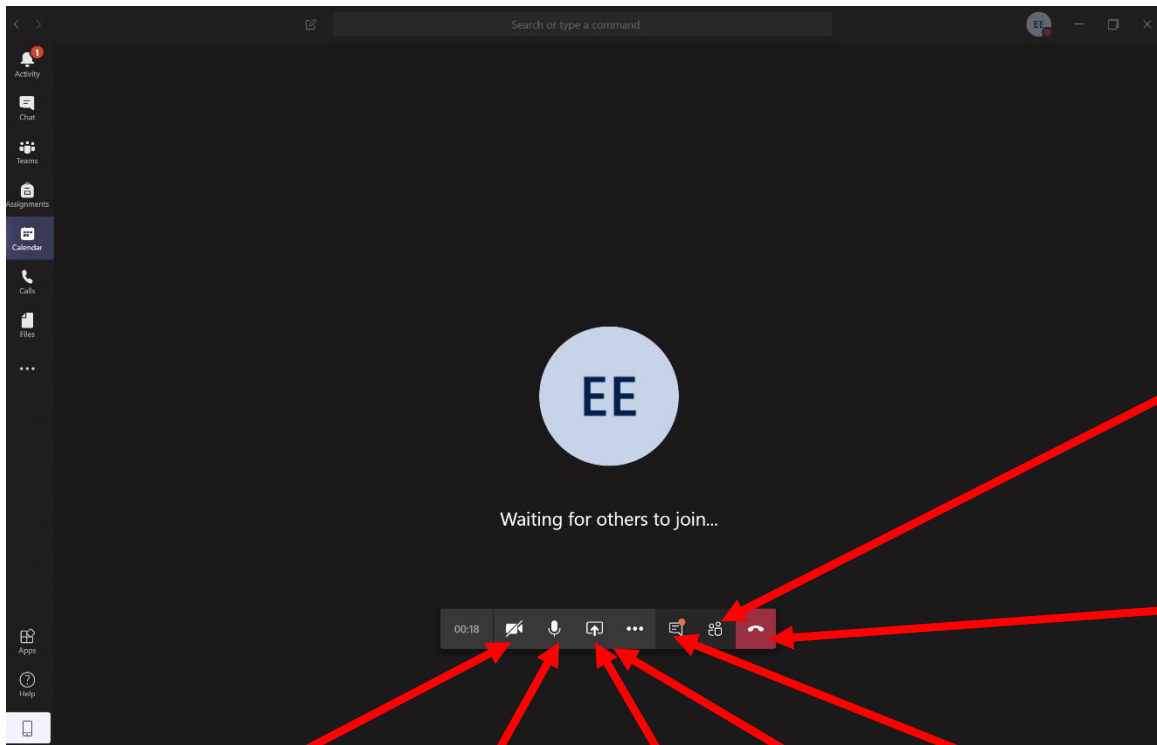 Search or type a command
EE
1
Activity
Chat
Teams
Assignments
Calendar
Calls
Files
EE
Waiting for others to join...
00:18
Apps
Help